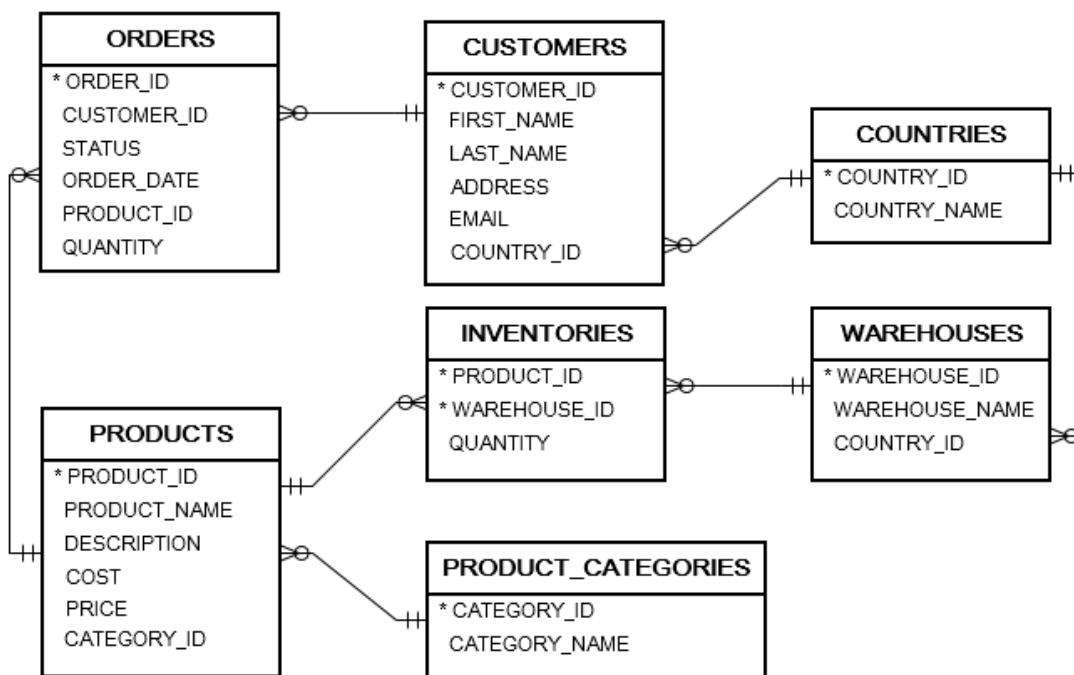 ORDERS
* ORDER_ID
CUSTOMER_ID
STATUS
ORDER_DATE
PRODUCT_ID
QUANTITY
CUSTOMERS
* CUSTOMER_ID
FIRST_NAME
LAST_NAME
ADDRESS
EMAIL
COUNTRY_ID
COUNTRIES
* COUNTRY_ID
COUNTRY_NAME
INVENTORIES
* PRODUCT_ID
* WAREHOUSE_ID
QUANTITY
WAREHOUSES
* WAREHOUSE_ID
WAREHOUSE_NAME
COUNTRY_ID
PRODUCTS
* PRODUCT_ID
PRODUCT_NAME
DESCRIPTION
COST
PRICE
CATEGORY_ID
PRODUCT_CATEGORIES
* CATEGORY_ID
CATEGORY_NAME